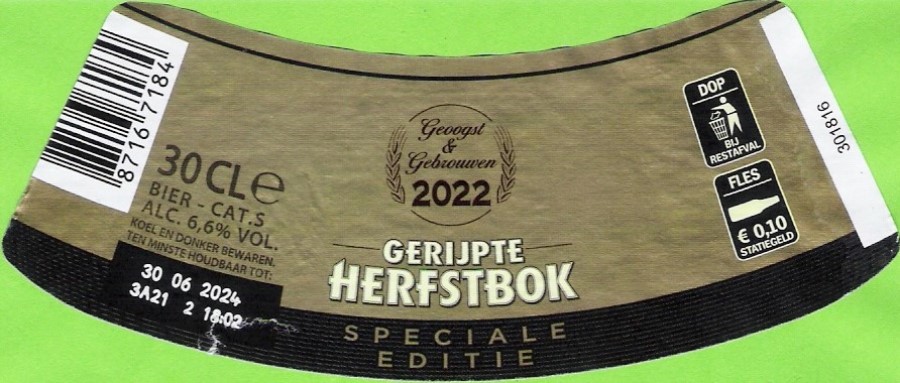 8716 7184
30 CL e
BIER - CAT.S
ALC. 6,6% VOL.
KOEL EN DONKER BEWAREN.
TEN MINSTE HOUDBAAR TOT:
30 06 2024
3A21 2 18:02
Geoogst
&
Gebrouwen
2022
GERIJPTE
HERFSTBOK
SPECIALE
EDITIE
DOP
BIJ
RESTAFVAL
FLES
€ 0,10
STATIEGELD
301816